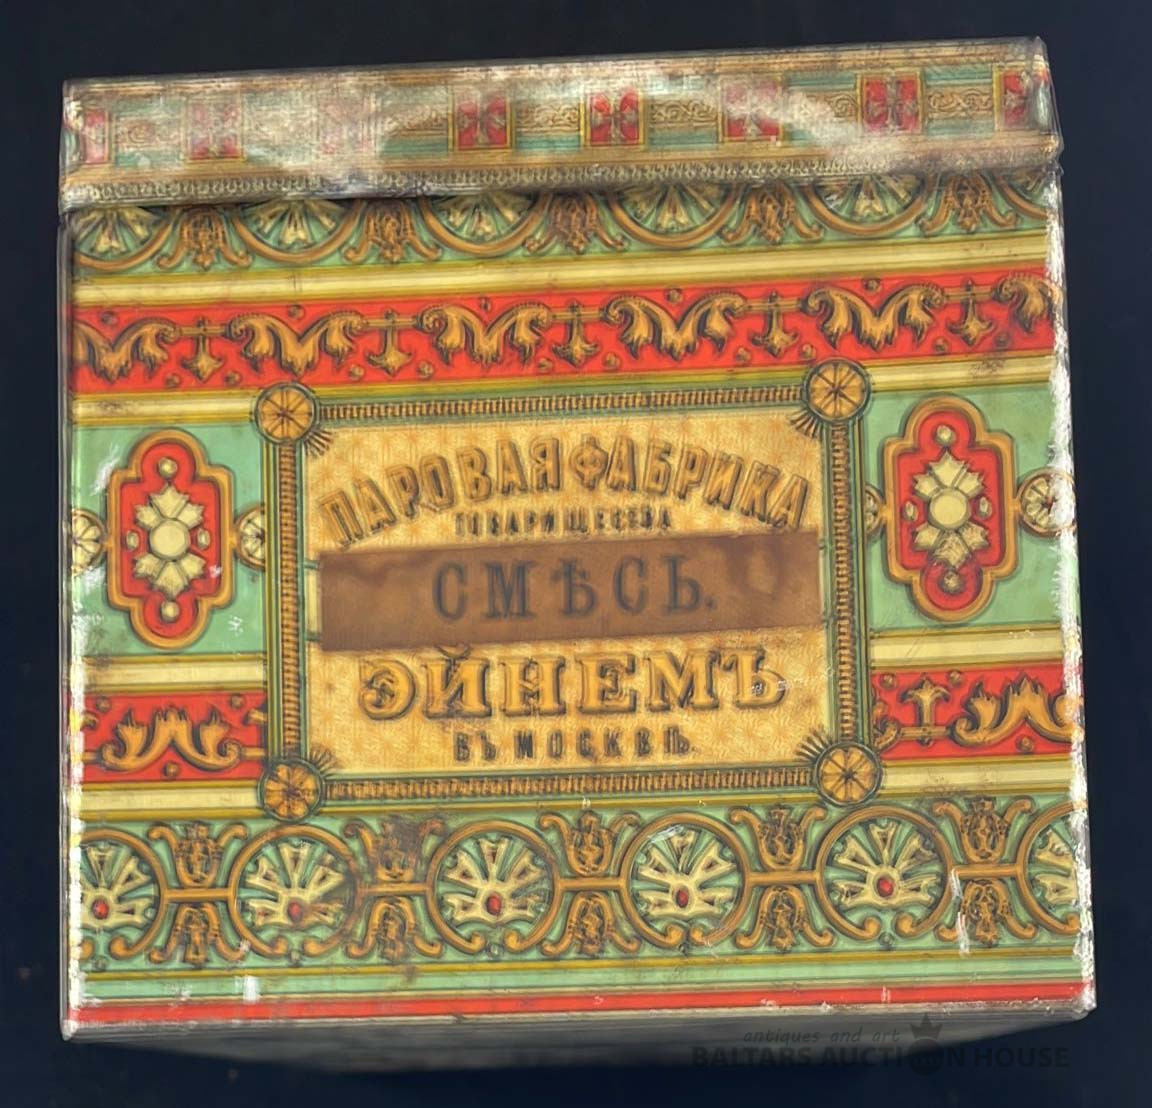 ПАРОВАЯ ФАБРИКА
ТОВАРИЩЕСТВА
СМѢСЬ.
ЭЙНЕМЪ
ВЪ МОСКВѢ.
antiques and art
BALTARS AUCTION HOUSE